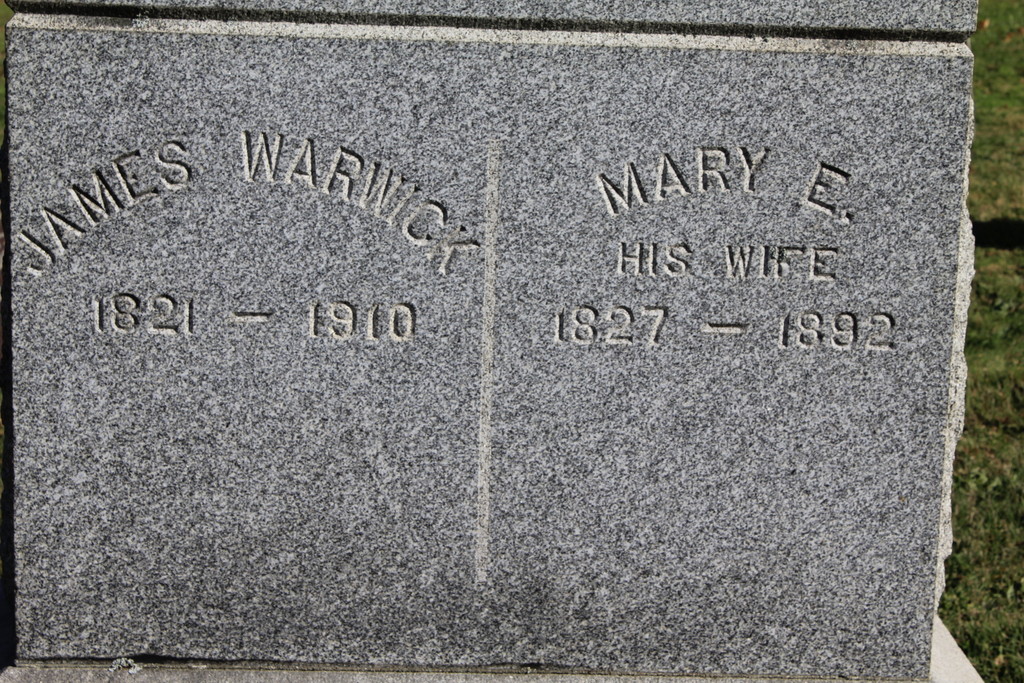 JAMES WARWICK
1821 — 1910
MARY E.
HIS WIFE
1827 — 1892